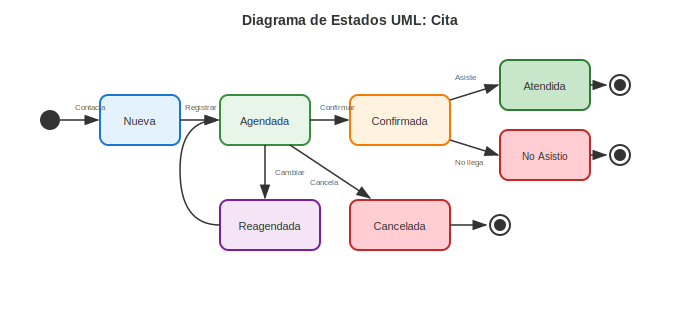 Diagrama de Estados UML: Cita
Contacta
Nueva
Registrar
Agendada
Confirmar
Confirmada
Asiste
Atendida
No llega
No Asistio
Cambiar
Cancela
Reagendada
Cancelada